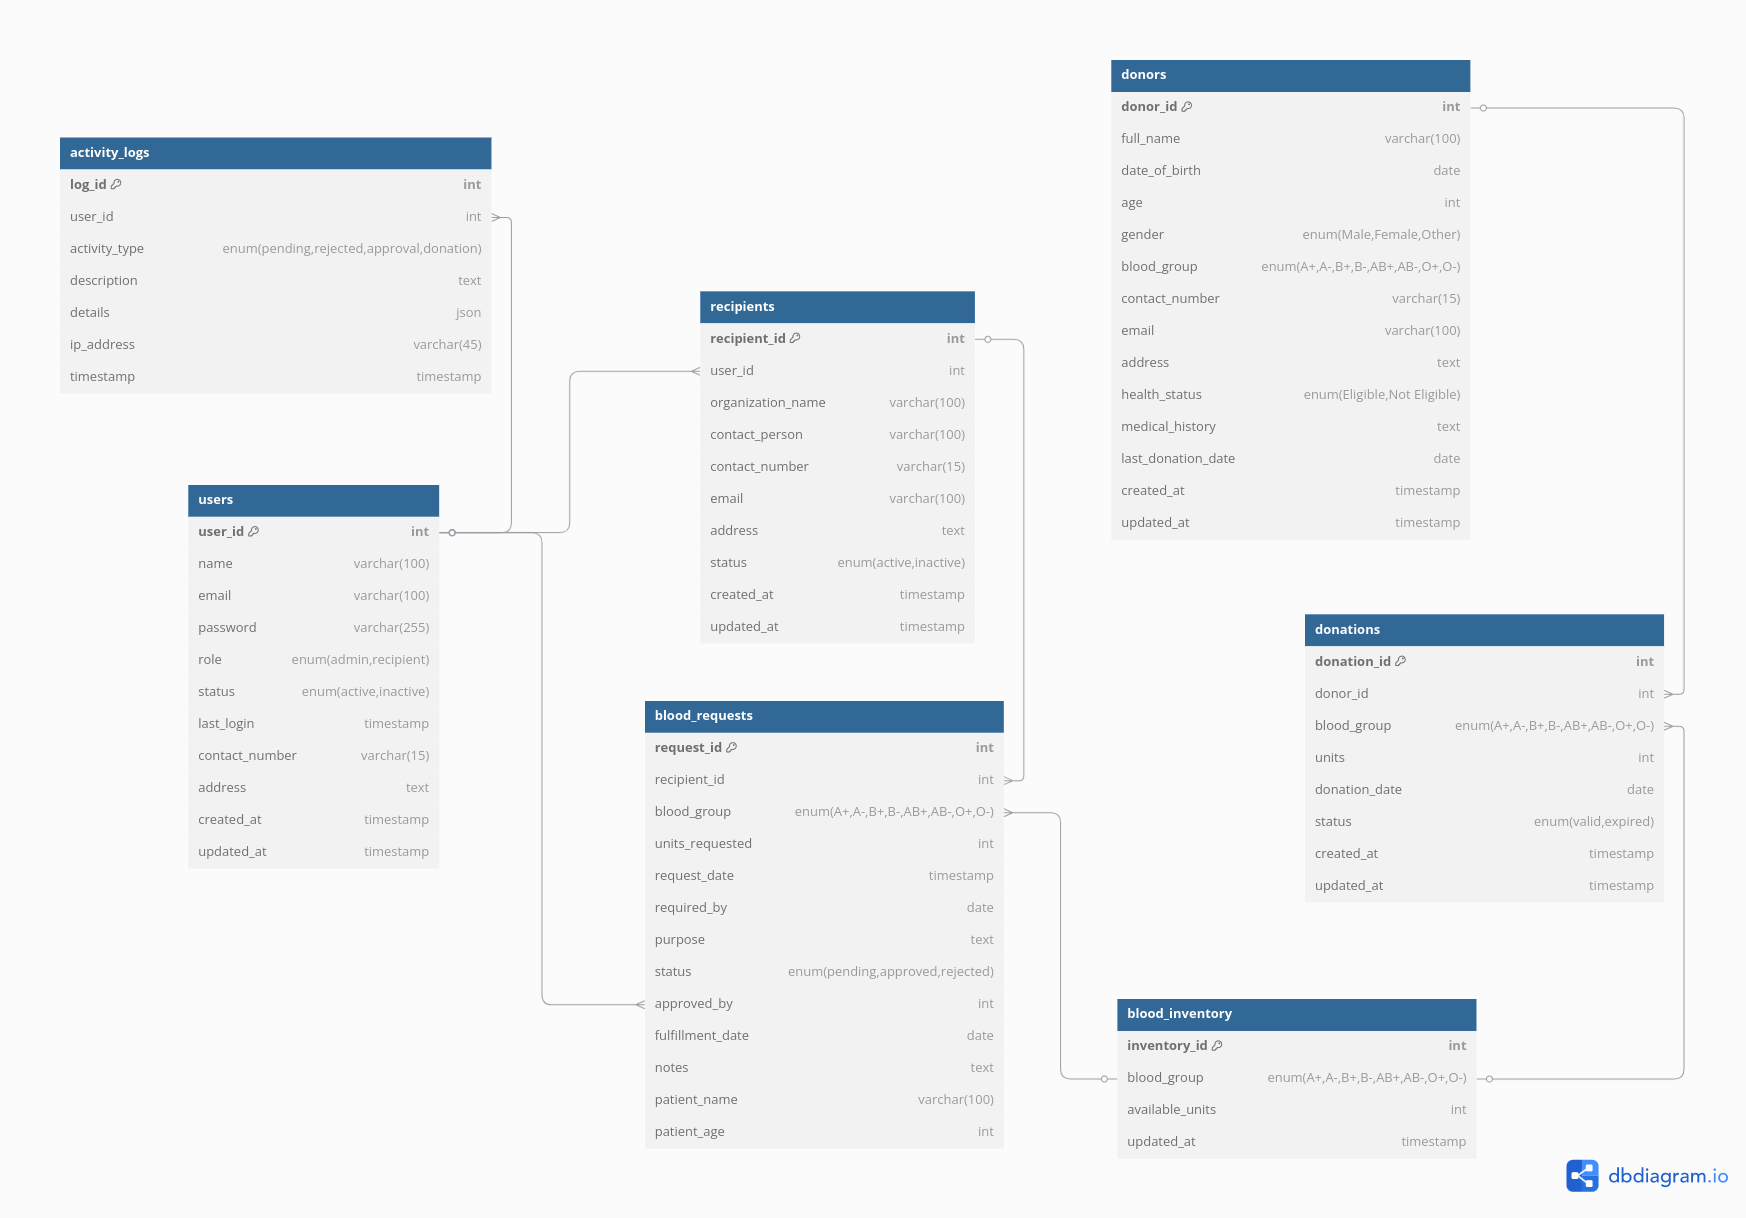 activity_logs
log_id int
user_id int
activity_type enum(pending,rejected,approval,donation)
description text
details json
ip_address varchar(45)
timestamp timestamp
users
user_id int
name varchar(100)
email varchar(100)
password varchar(255)
role enum(admin,recipient)
status enum(active,inactive)
last_login timestamp
contact_number varchar(15)
address text
created_at timestamp
updated_at timestamp
recipients
recipient_id int
user_id int
organization_name varchar(100)
contact_person varchar(100)
contact_number varchar(15)
email varchar(100)
address text
status enum(active,inactive)
created_at timestamp
updated_at timestamp
blood_requests
request_id int
recipient_id int
blood_group enum(A+,A-,B+,B-,AB+,AB-,O+,O-)
units_requested int
request_date timestamp
required_by date
purpose text
status enum(pending,approved,rejected)
approved_by int
fulfillment_date date
notes text
patient_name varchar(100)
patient_age int
donors
donor_id int
full_name varchar(100)
date_of_birth date
age int
gender enum(Male,Female,Other)
blood_group enum(A+,A-,B+,B-,AB+,AB-,O+,O-)
contact_number varchar(15)
email varchar(100)
address text
health_status enum(Eligible,Not Eligible)
medical_history text
last_donation_date date
created_at timestamp
updated_at timestamp
donations
donation_id int
donor_id int
blood_group enum(A+,A-,B+,B-,AB+,AB-,O+,O-)
units int
donation_date date
status enum(valid,expired)
created_at timestamp
updated_at timestamp
blood_inventory
inventory_id int
blood_group enum(A+,A-,B+,B-,AB+,AB-,O+,O-)
available_units int
updated_at timestamp
dbdiagram.io